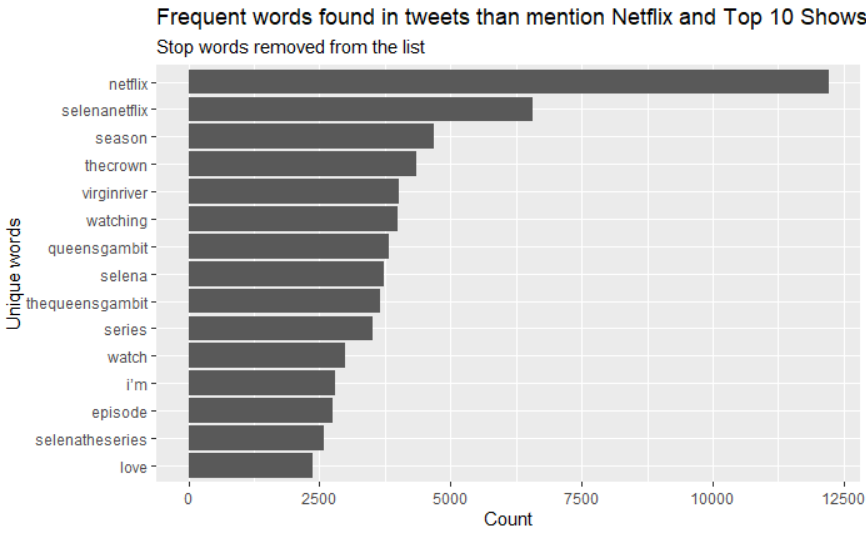 Frequent words found in tweets than mention Netflix and Top 10 Shows
Stop words removed from the list
Unique words
netflix
selenanetflix
season
thecrown
virginriver
watching
queensgambit
selena
thequeensgambit
series
watch
i'm
episode
selenatheseries
love
0 2500 5000 7500 10000 12500
Count